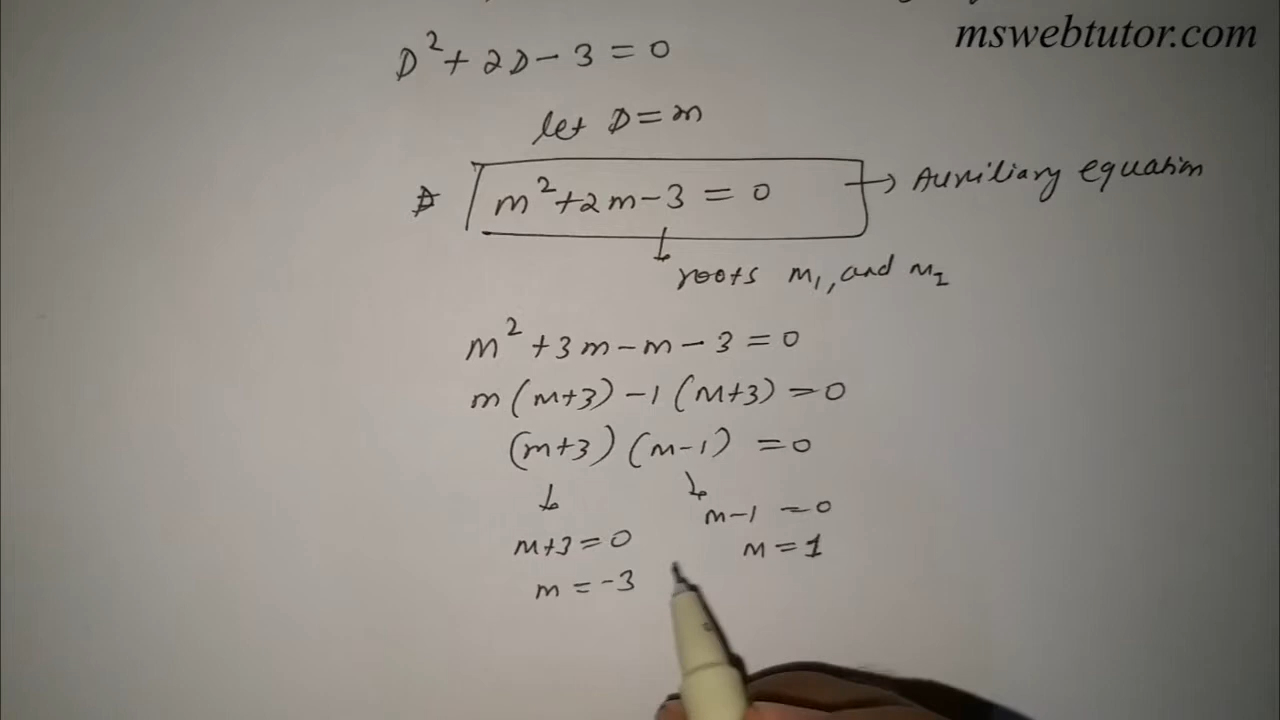 mswebtutor.com
D² + 2D - 3 = 0
let D = m
m² + 2m - 3 = 0 → Auxiliary equation
roots m₁, and m₂
m² + 3m - m - 3 = 0
m (m+3) - 1 (m+3) = 0
(m+3) (m-1) = 0
m+3 = 0
m-1 = 0
m = -3
m = 1